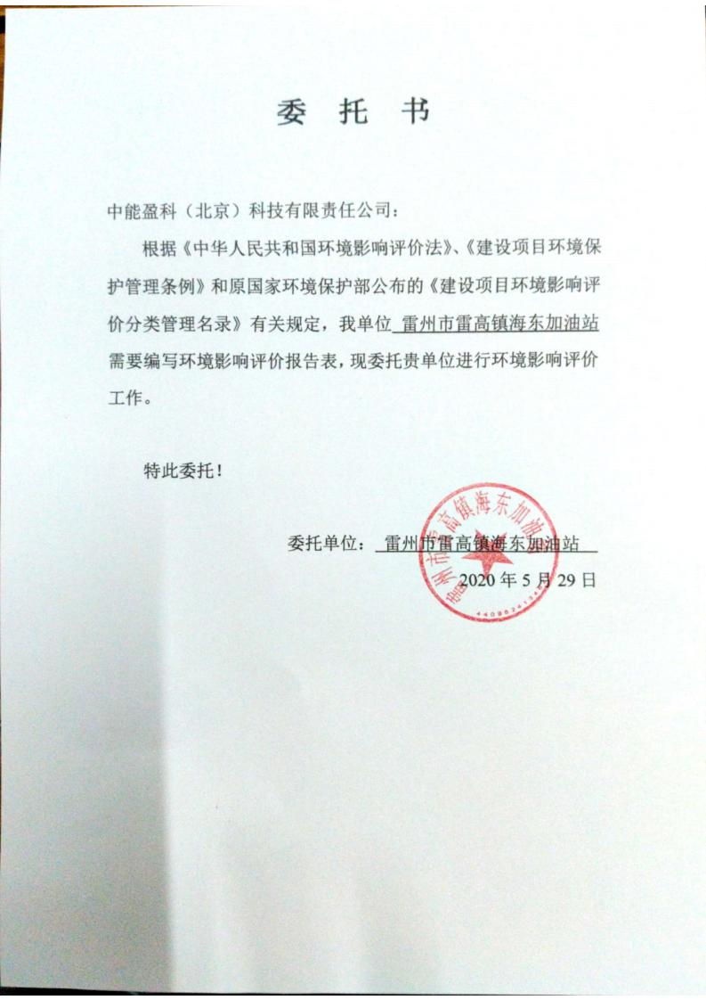 委托书
中能盈科（北京）科技有限责任公司：
根据《中华人民共和国环境影响评价法》、《建设项目环境保
护管理条例》和原国家环境保护部公布的《建设项目环境影响评
价分类管理名录》有关规定，我单位 雷州市雷高镇海东加油站
需要编写环境影响评价报告表，现委托贵单位进行环境影响评价
工作。
特此委托！
委托单位： 雷州市雷高镇海东加油站
2020 年 5 月 29 日
雷州市雷高镇海东加油站